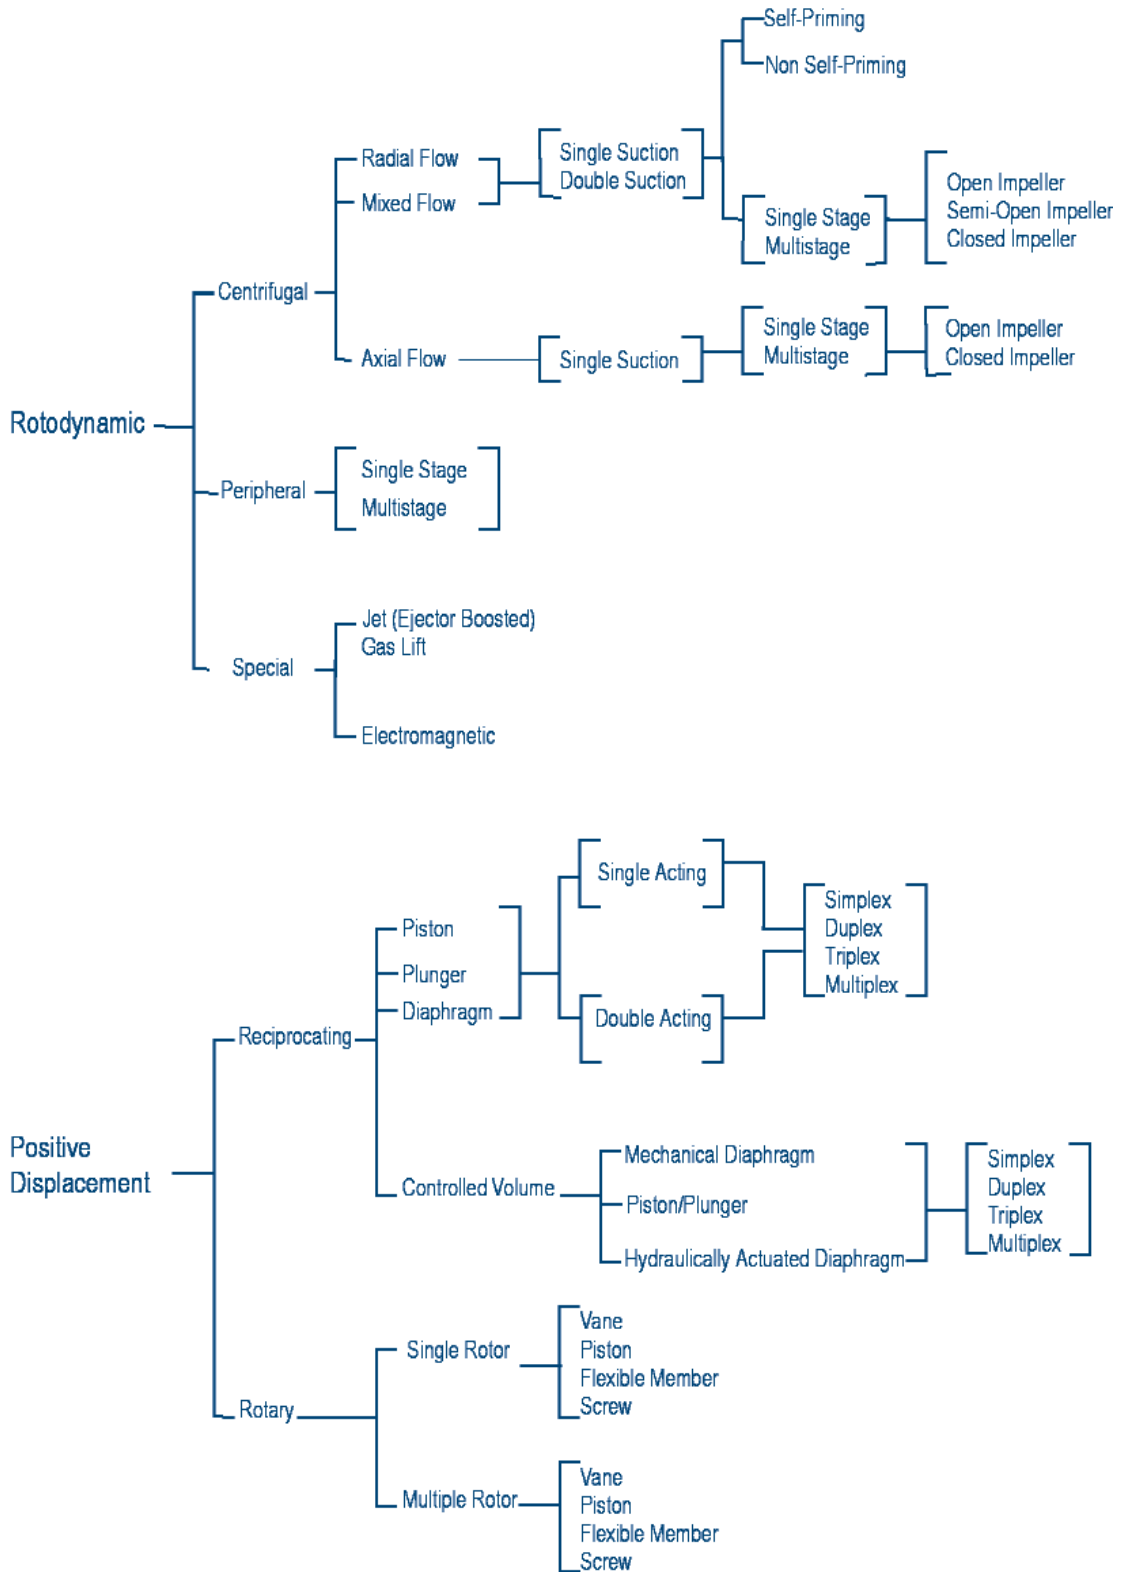 Self-Priming
Non Self-Priming
Radial Flow
Mixed Flow
Single Suction
Double Suction
Single Stage
Multistage
Open Impeller
Semi-Open Impeller
Closed Impeller
Centrifugal
Axial Flow
Single Suction
Single Stage
Multistage
Open Impeller
Closed Impeller
Rotodynamic
Peripheral
Single Stage
Multistage
Special
Jet (Ejector Boosted)
Gas Lift
Electromagnetic
Single Acting
Simplex
Duplex
Triplex
Multiplex
Piston
Plunger
Diaphragm
Double Acting
Reciprocating
Positive
Displacement
Controlled Volume
Mechanical Diaphragm
Piston/Plunger
Hydraulically Actuated Diaphragm
Simplex
Duplex
Triplex
Multiplex
Single Rotor
Vane
Piston
Flexible Member
Screw
Rotary
Multiple Rotor
Vane
Piston
Flexible Member
Screw